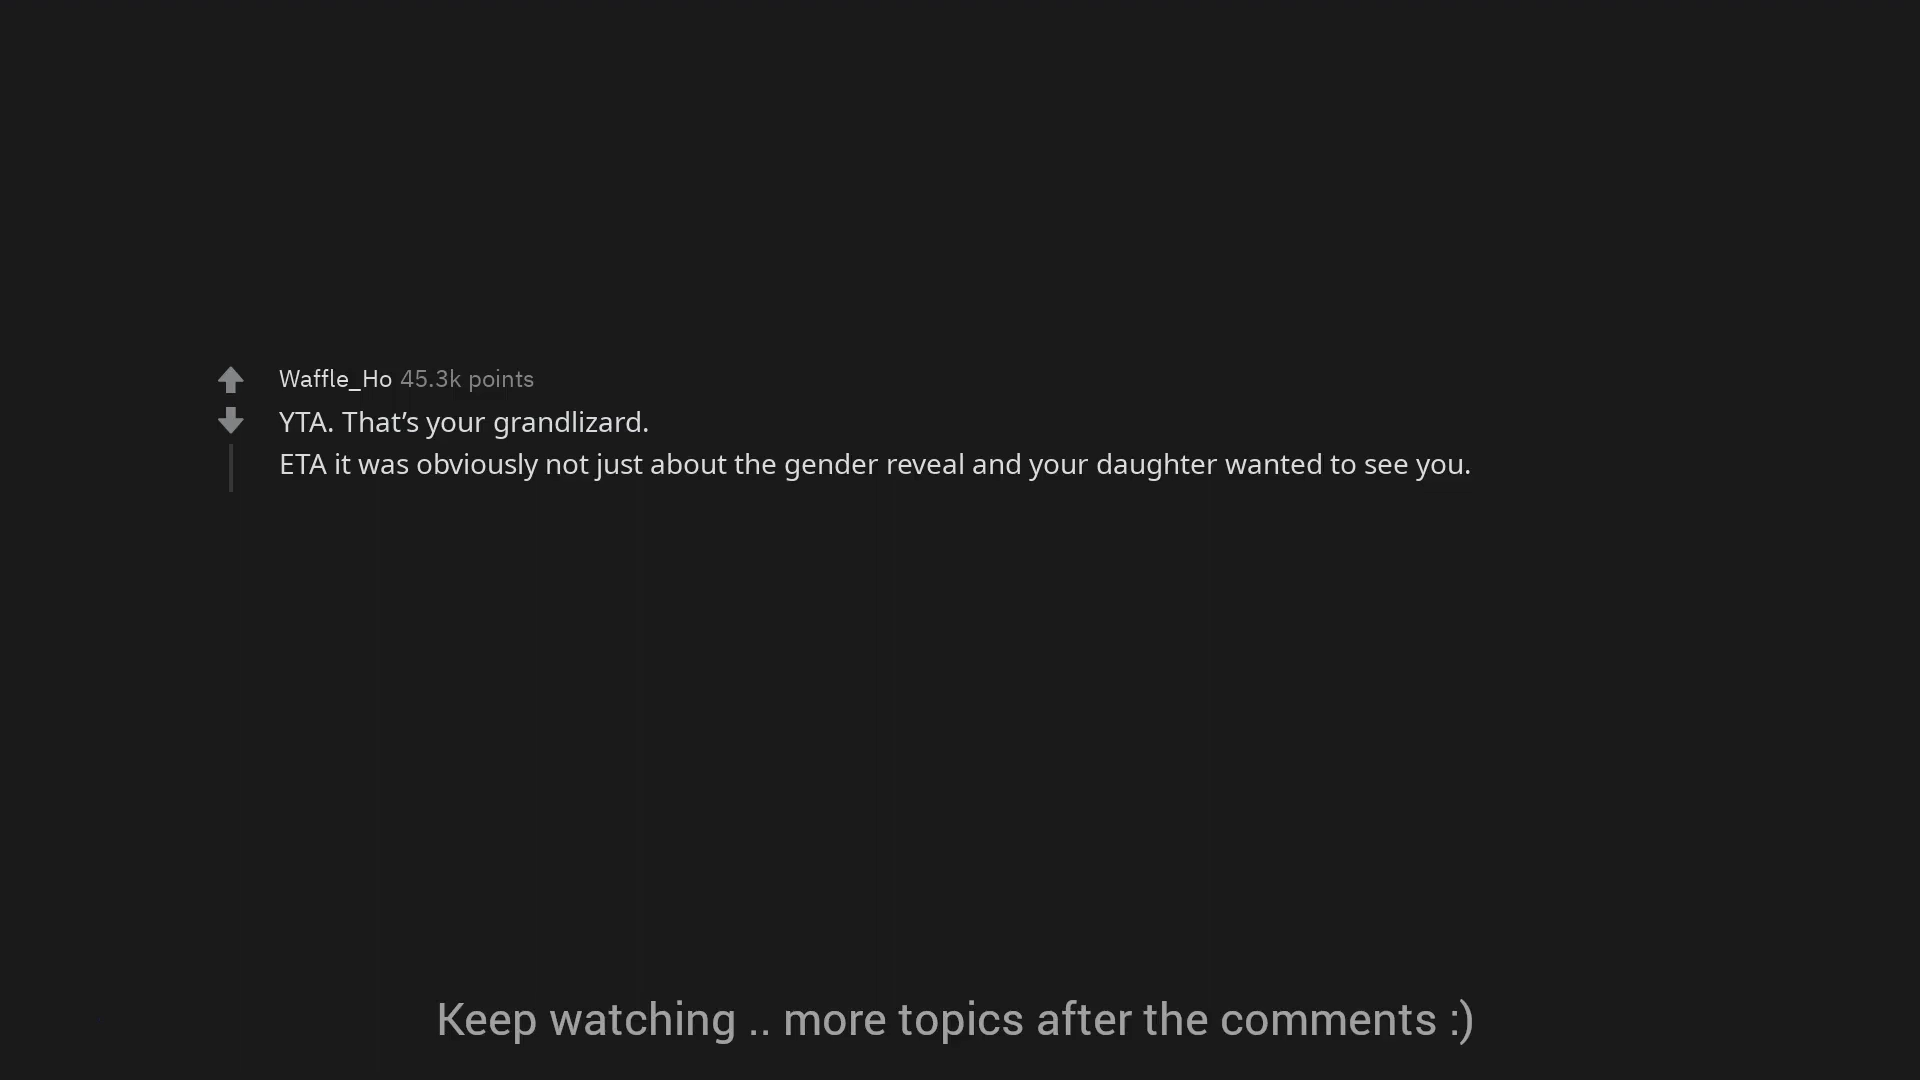 Waffle_Ho 45.3k points
YTA. That’s your grandlizard.
ETA it was obviously not just about the gender reveal and your daughter wanted to see you.
Keep watching .. more topics after the comments :)